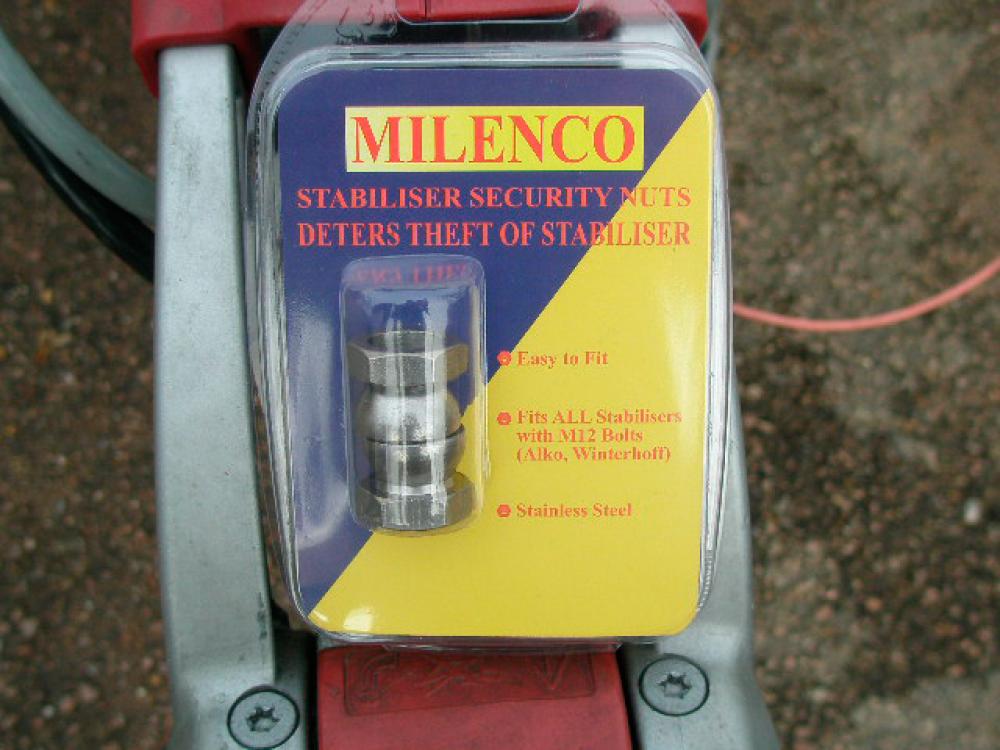 MILENCO
STABILISER SECURITY NUTS
DETERS THEFT OF STABILISER
Easy to Fit
Fits ALL Stabilisers
with M12 Bolts
(Alko, Winterhoff)
Stainless Steel